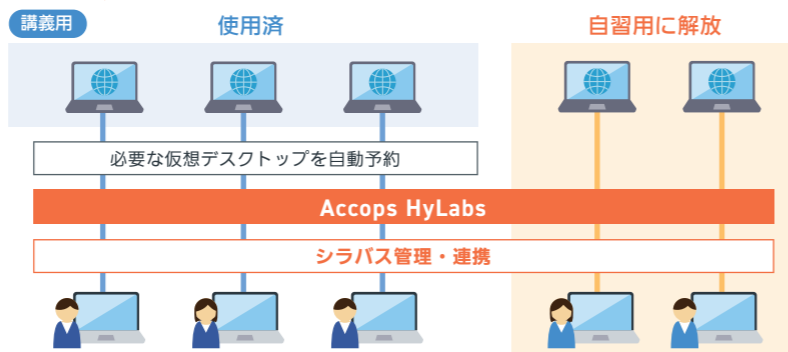 講義用
使用済
自習用に解放
必要な仮想デスクトップを自動予約
Accops HyLabs
シラバス管理・連携